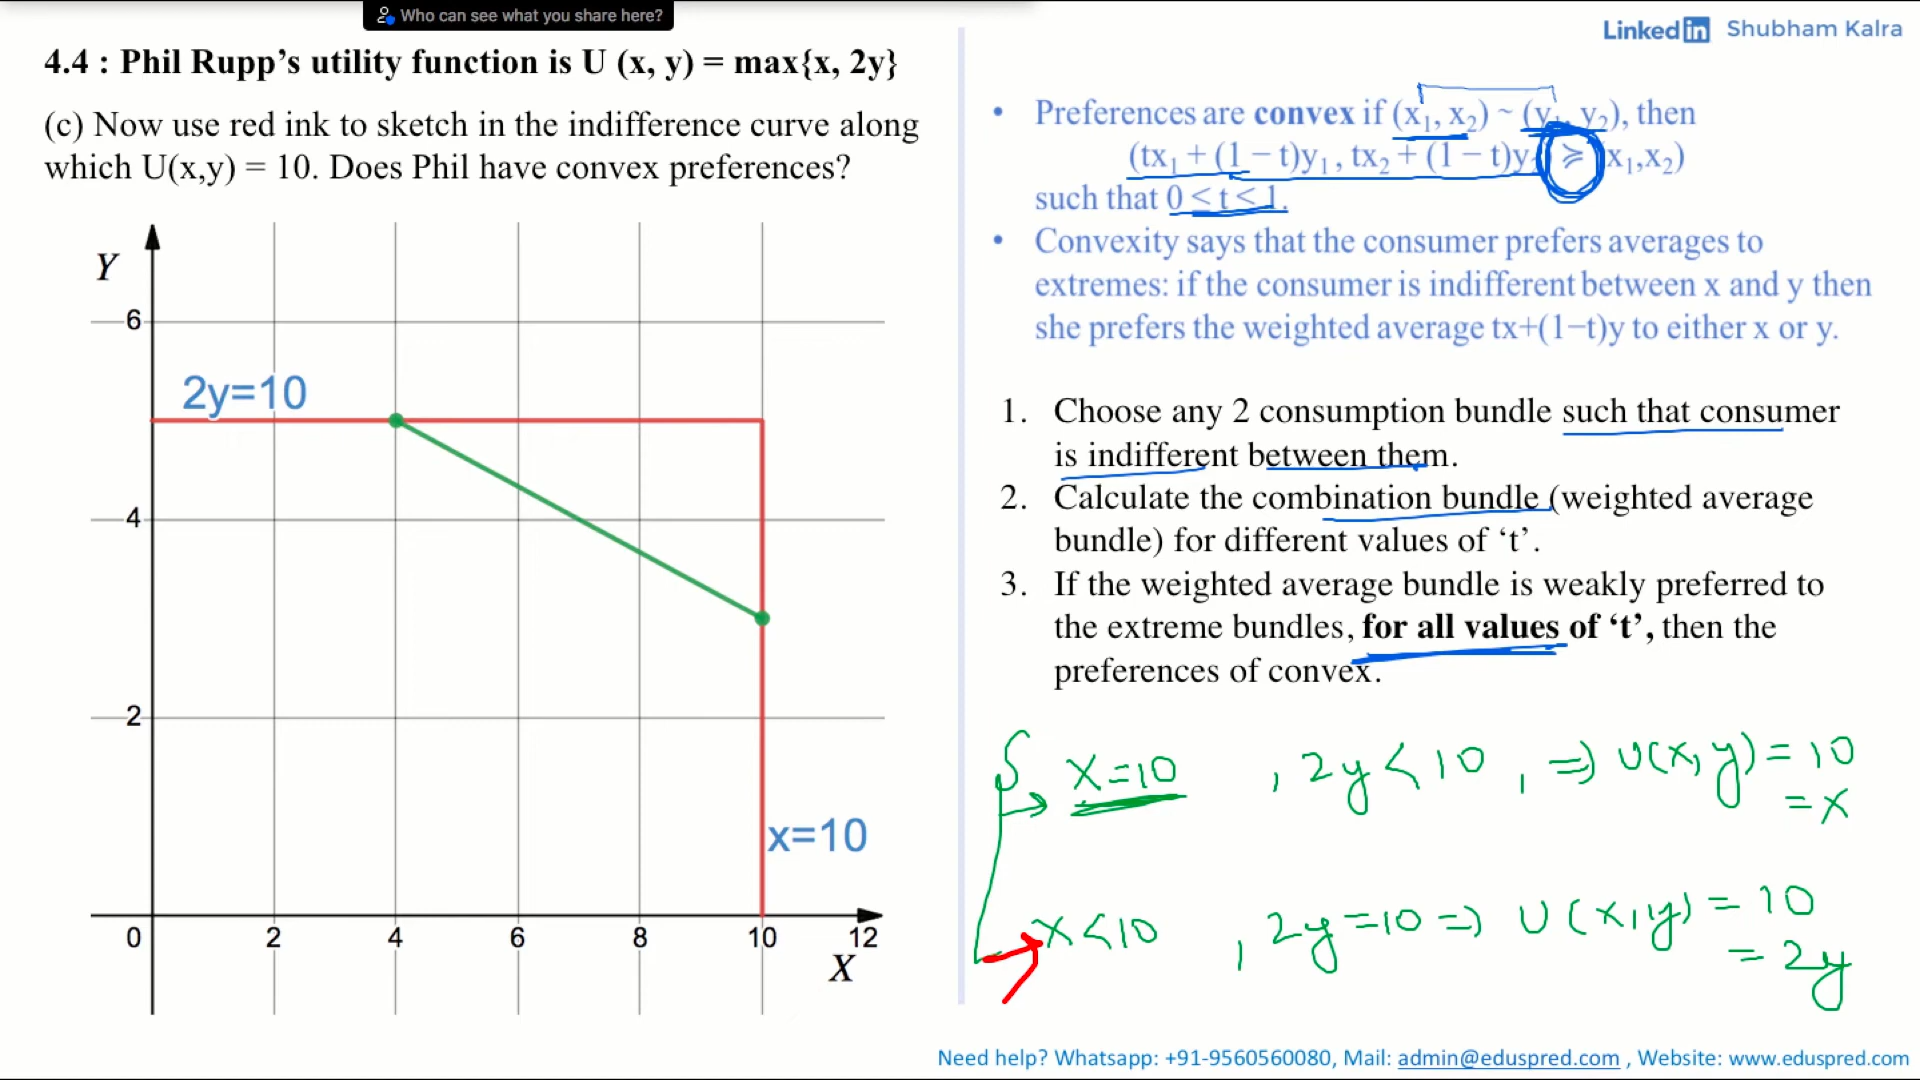 Who can see what you share here?
4.4 : Phil Rupp’s utility function is U (x, y) = max{x, 2y}
(c) Now use red ink to sketch in the indifference curve along
which U(x,y) = 10. Does Phil have convex preferences?
Y
6
2y=10
4
2
x=10
0 2 4 6 8 10 12
X
Linked in Shubham Kalra
• Preferences are convex if (x₁, x₂) ~ (y₁, y₂), then
(tx₁ + (1 − t)y₁ , tx₂ + (1 − t)y ≽ x₁,x₂)
such that 0 ≤ t ≤ 1.
• Convexity says that the consumer prefers averages to
extremes: if the consumer is indifferent between x and y then
she prefers the weighted average tx+(1−t)y to either x or y.
1. Choose any 2 consumption bundle such that consumer
is indifferent between them.
2. Calculate the combination bundle (weighted average
bundle) for different values of ‘t’.
3. If the weighted average bundle is weakly preferred to
the extreme bundles, for all values of ‘t’, then the
preferences of convex.
x=10 , 2y<10 , ⇒ U(x,y) = 10
= x
x<10 , 2y=10 ⇒ U(x,y) = 10
= 2y
Need help? Whatsapp: +91-9560560080, Mail: admin@eduspred.com , Website: www.eduspred.com